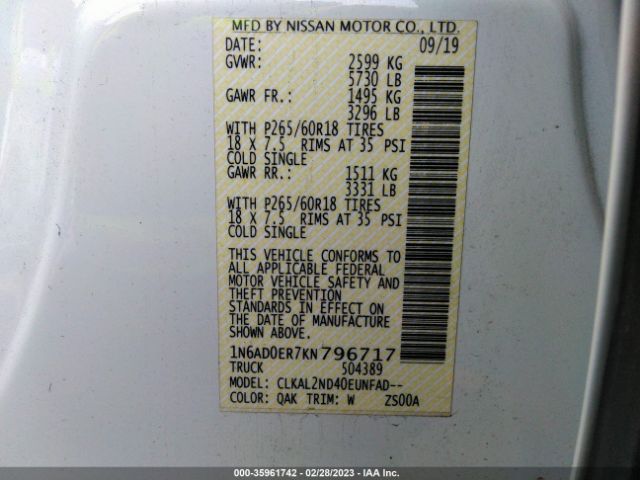 MFD BY NISSAN MOTOR CO., LTD.
DATE: 09/19
GVWR: 2599 KG
5730 LB
GAWR FR.: 1495 KG
3296 LB
WITH P265/60R18 TIRES
18 X 7.5 RIMS AT 35 PSI
COLD SINGLE
GAWR RR.: 1511 KG
3331 LB
WITH P265/60R18 TIRES
18 X 7.5 RIMS AT 35 PSI
COLD SINGLE
THIS VEHICLE CONFORMS TO
ALL APPLICABLE FEDERAL
MOTOR VEHICLE SAFETY AND
THEFT PREVENTION
STANDARDS IN EFFECT ON
THE DATE OF MANUFACTURE
SHOWN ABOVE.
1N6AD0ER7KN796717
TRUCK 504389
MODEL: CLKAL2ND40EUNFAD--
COLOR: QAK TRIM: W ZS00A
000-35961742 - 02/28/2023 - IAA Inc.